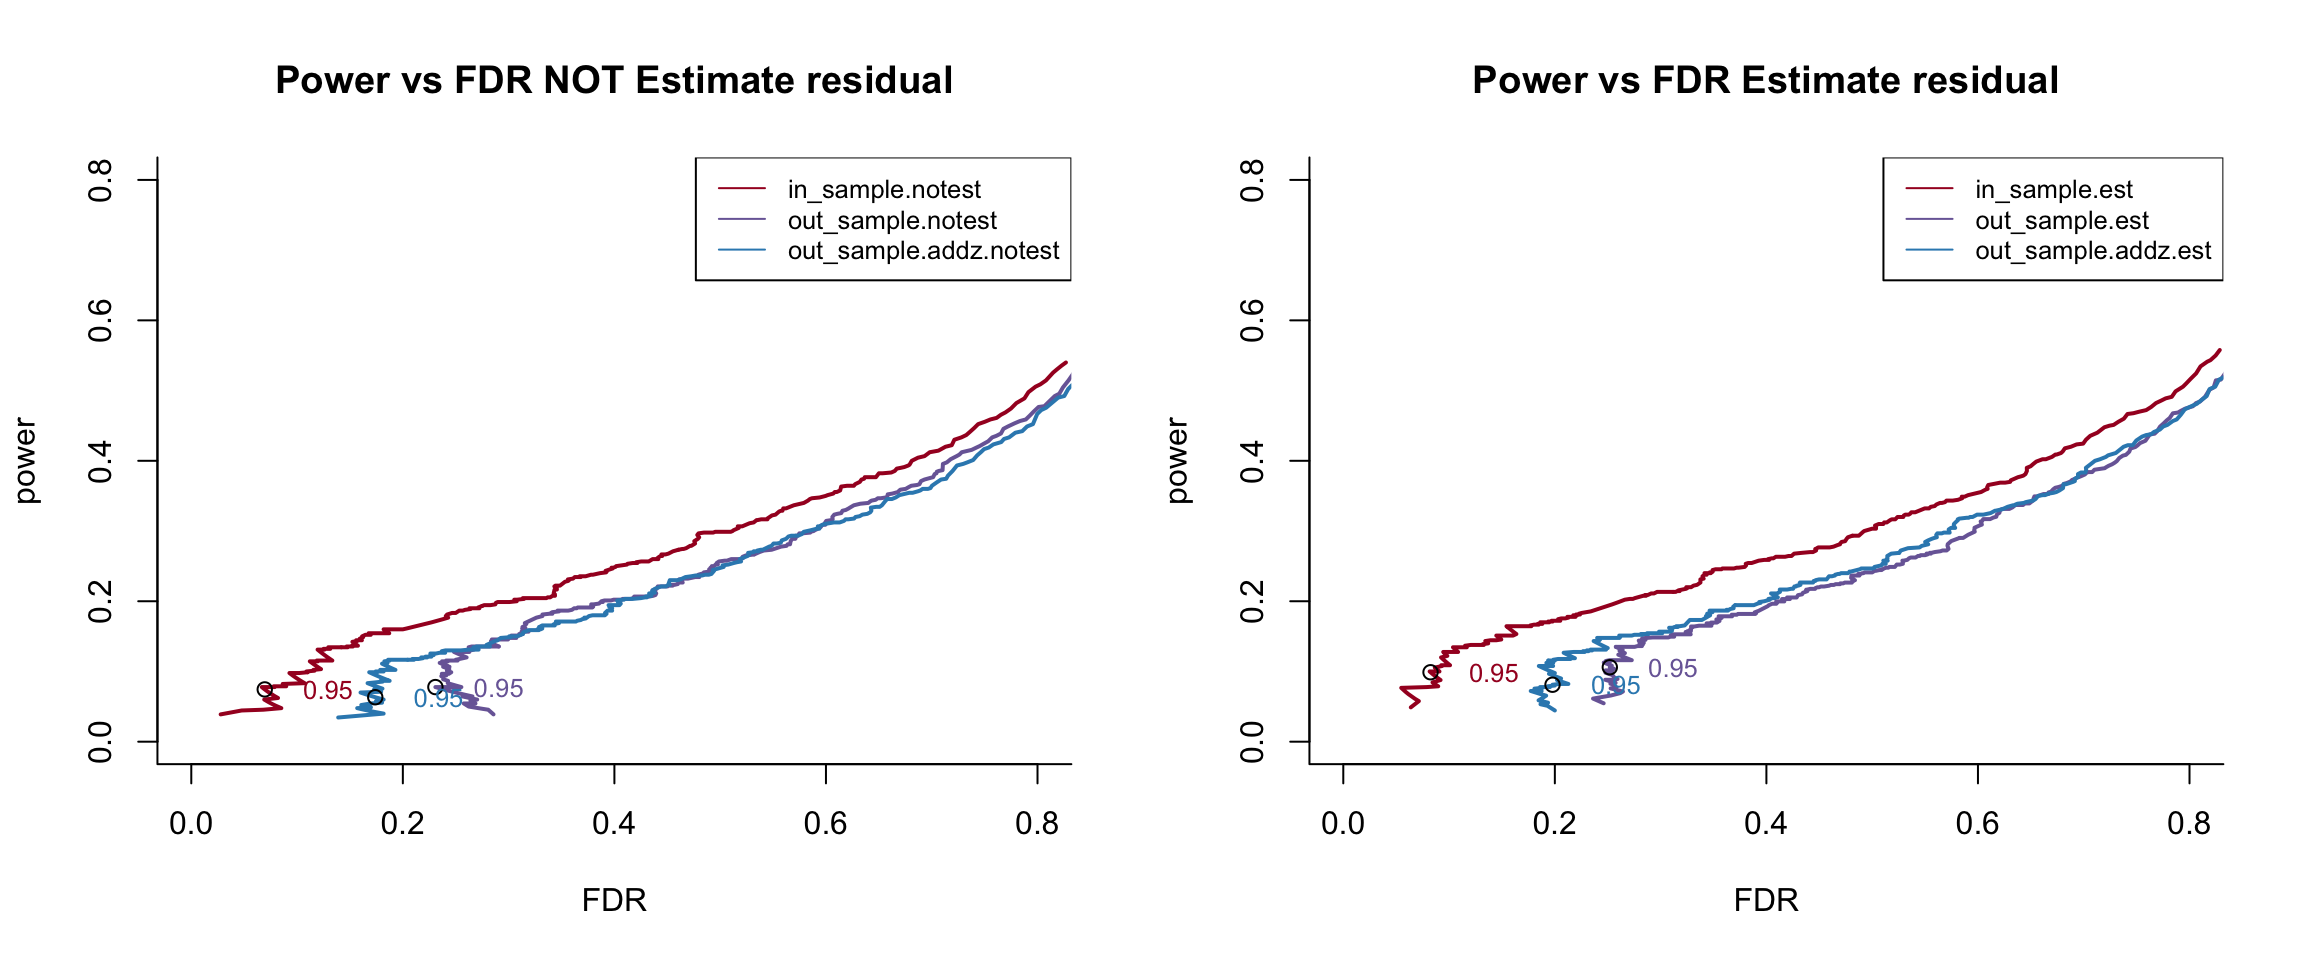 Power vs FDR NOT Estimate residual
power
0.0
0.2
0.4
0.6
0.8
in_sample.notest
out_sample.notest
out_sample.addz.notest
0.95
0.95
0.95
0.0
0.2
0.4
0.6
0.8
FDR
Power vs FDR Estimate residual
power
0.0
0.2
0.4
0.6
0.8
in_sample.est
out_sample.est
out_sample.addz.est
0.95
0.95
0.95
0.0
0.2
0.4
0.6
0.8
FDR